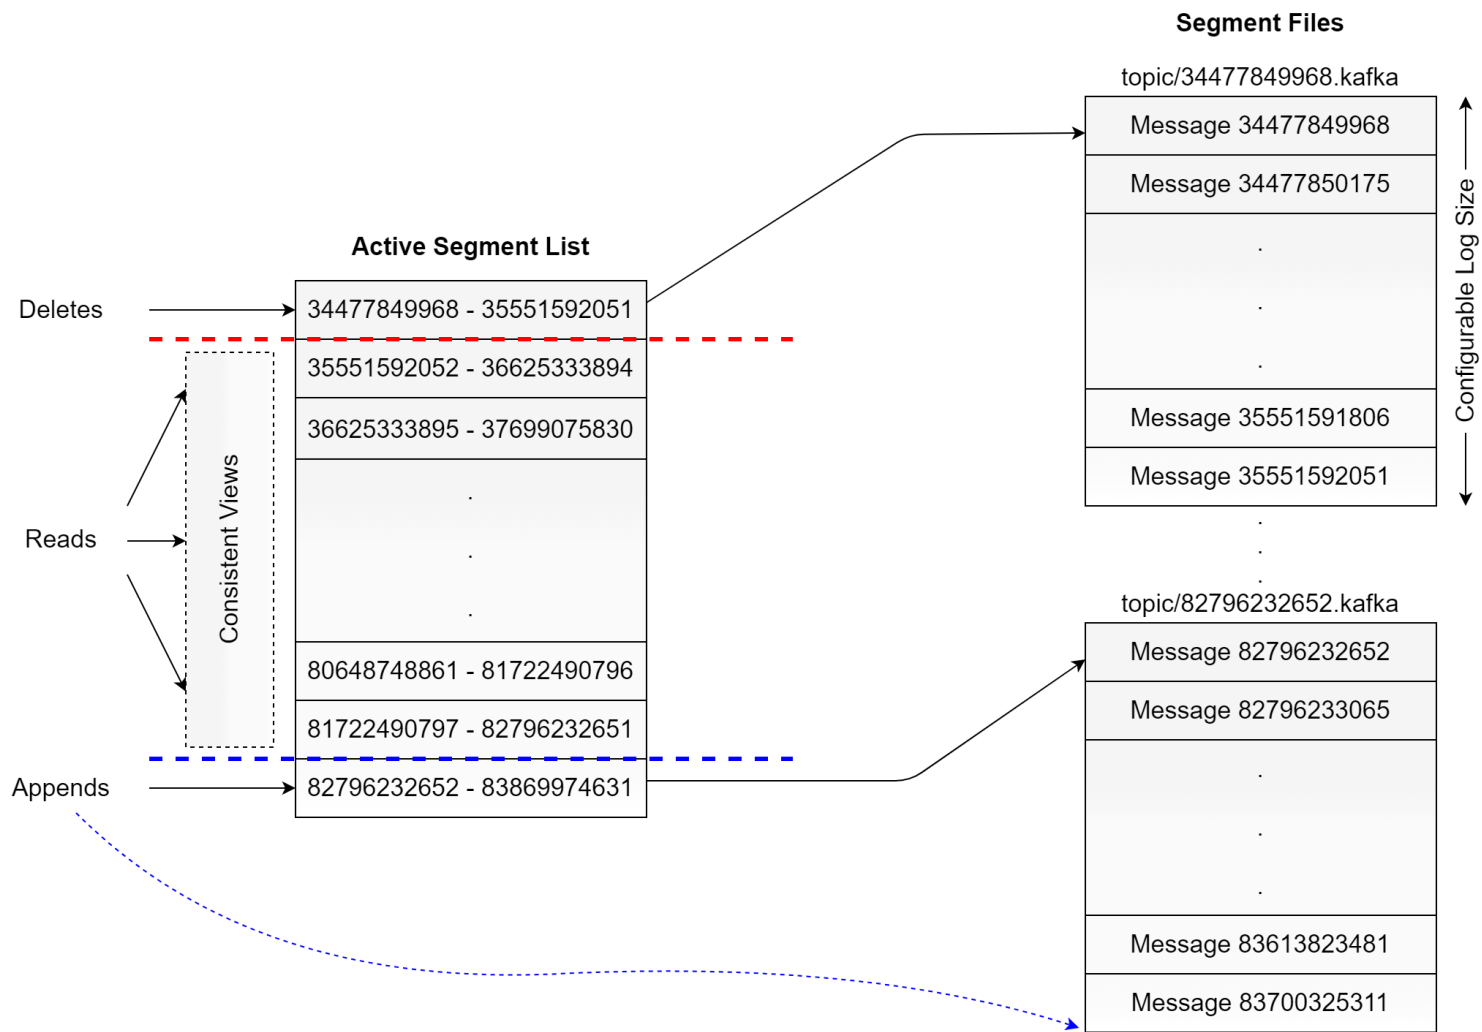 Segment Files
topic/34477849968.kafka
Message 34477849968
Message 34477850175
.
.
.
Message 35551591806
Message 35551592051
Configurable Log Size
.
.
.
topic/82796232652.kafka
Message 82796232652
Message 82796233065
.
.
.
Message 83613823481
Message 83700325311
Active Segment List
34477849968 - 35551592051
35551592052 - 36625333894
36625333895 - 37699075830
.
.
.
80648748861 - 81722490796
81722490797 - 82796232651
82796232652 - 83869974631
Deletes
Reads
Consistent Views
Appends